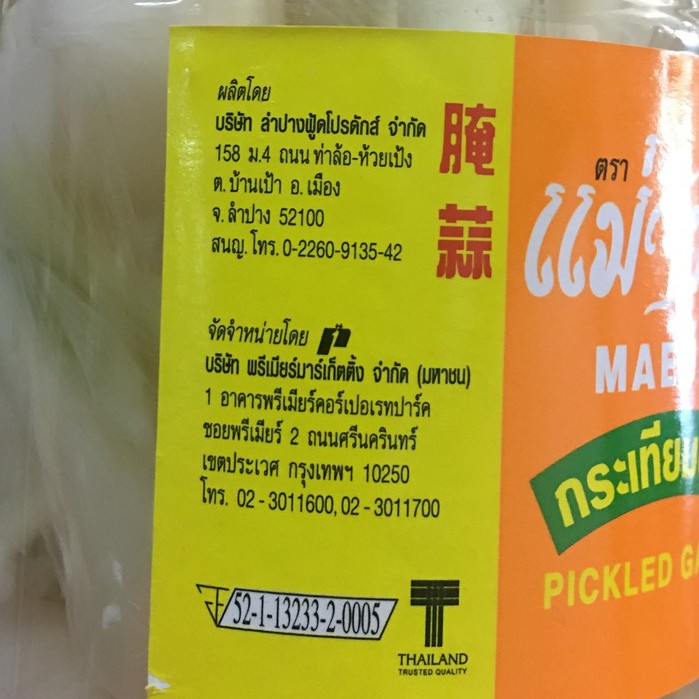 ผลิตโดย
บริษัท ลำปางฟู้ดโปรดักส์ จำกัด
158 ม.4 ถนน ท่าล้อ-ห้วยเป้ง
ต.บ้านเป้า อ.เมือง
จ.ลำปาง 52100
สนญ.โทร. 0-2260-9135-42
腌
蒜
จัดจำหน่ายโดย
บริษัท พรีเมียร์มาร์เก็ตติ้ง จำกัด (มหาชน)
1 อาคารพรีเมียร์คอร์เปอเรทปาร์ค
ซอยพรีเมียร์ 2 ถนนศรีนครินทร์
เขตประเวศ กรุงเทพฯ 10250
โทร. 02 - 3011600, 02 - 3011700
52-1-13233-2-0005
THAILAND
TRUSTED QUALITY
ตรา
แม่
MAE
กระเทียม
PICKLED